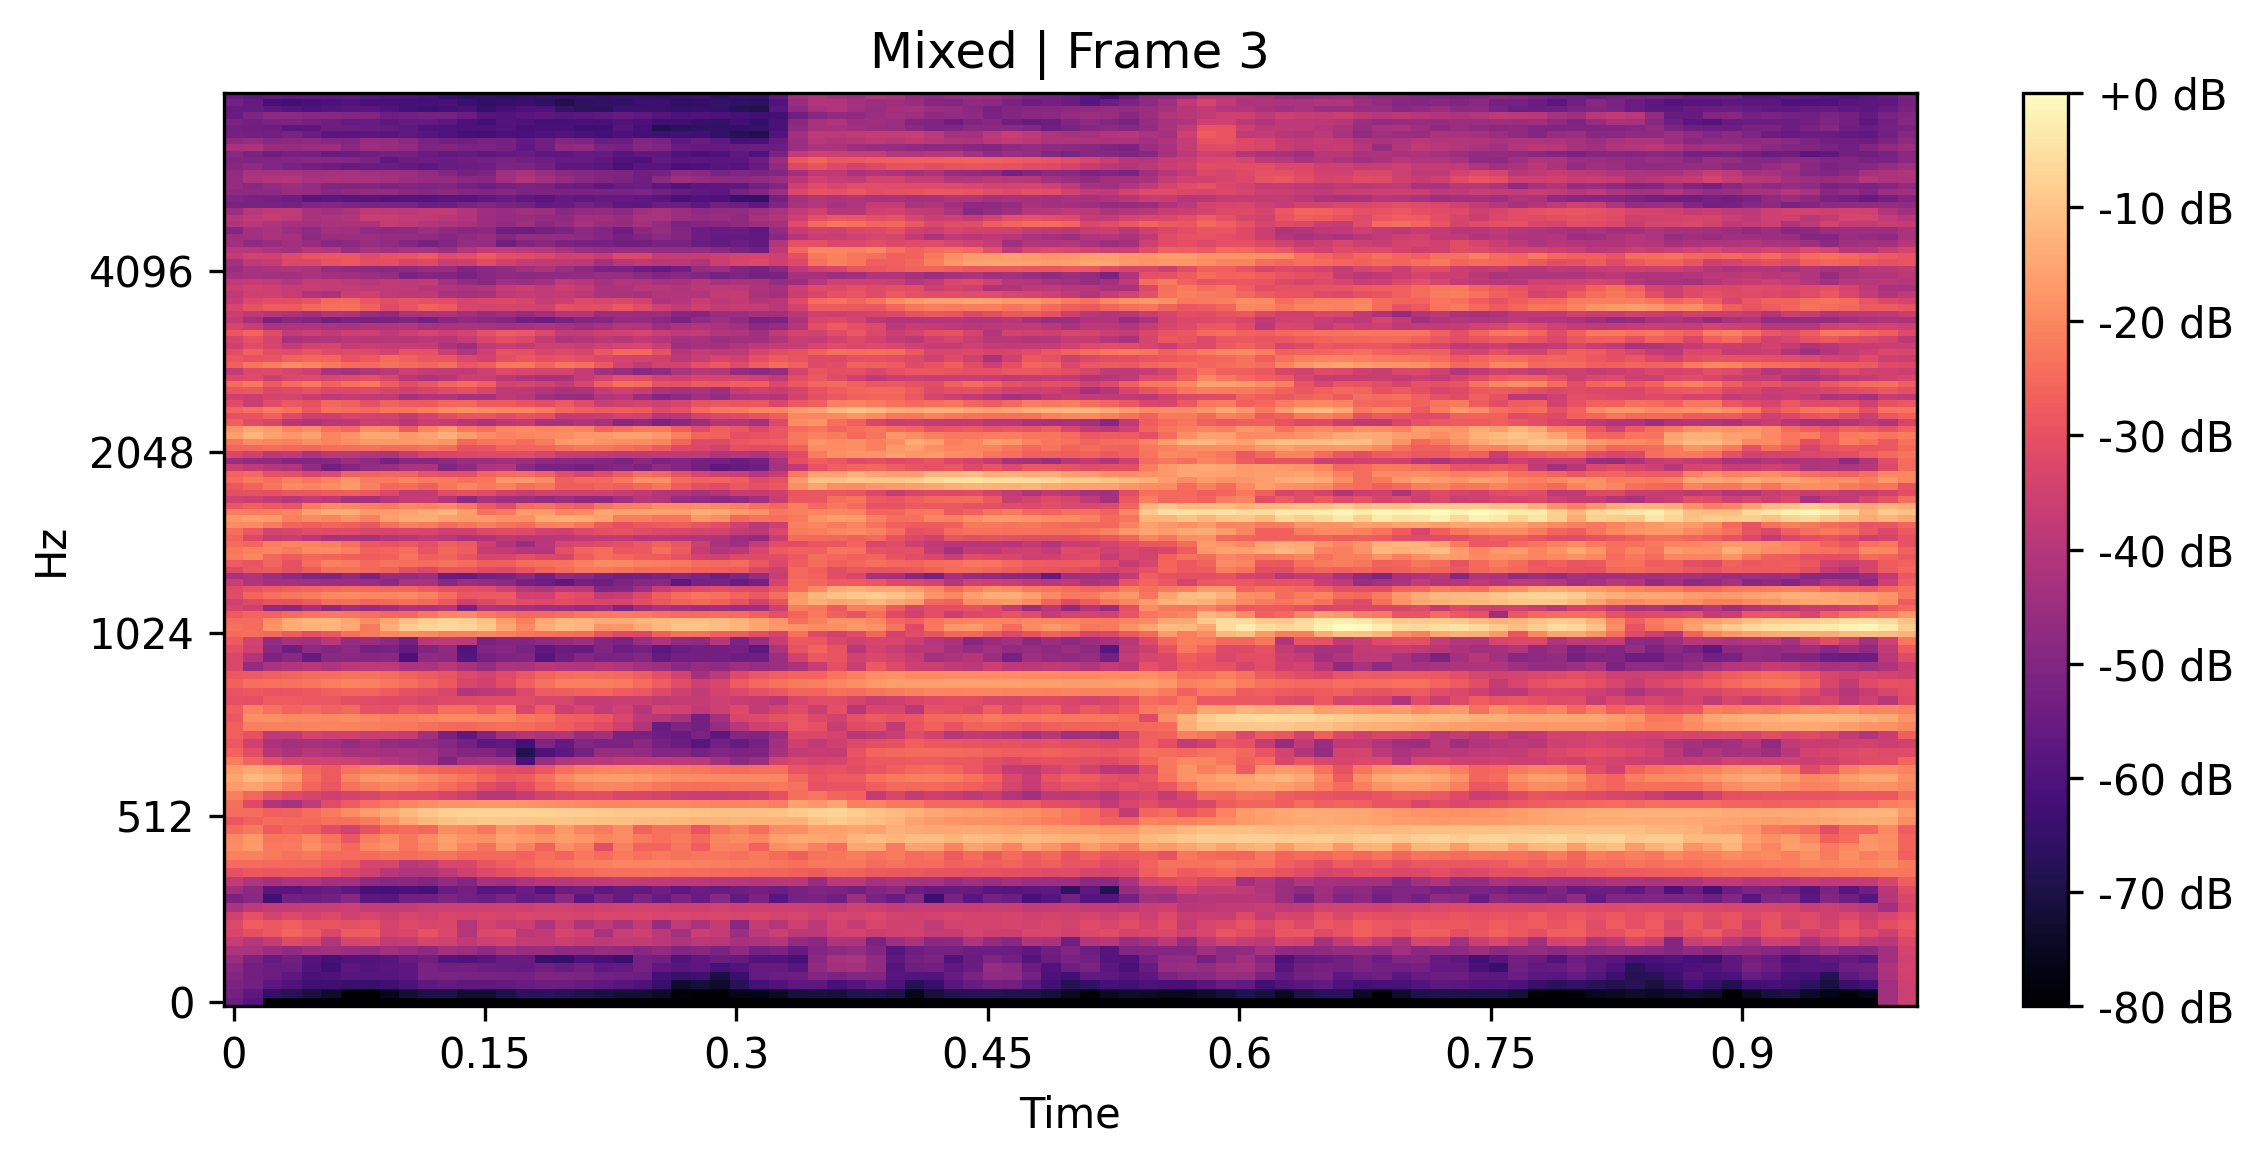 Mixed | Frame 3
Hz
4096
2048
1024
512
0
0 0.15 0.3 0.45 0.6 0.75 0.9
Time
+0 dB
-10 dB
-20 dB
-30 dB
-40 dB
-50 dB
-60 dB
-70 dB
-80 dB